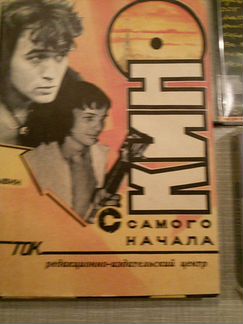 КИНО
С
САМОГО
НАЧАЛА
ТОК
редакционно-издательский центр